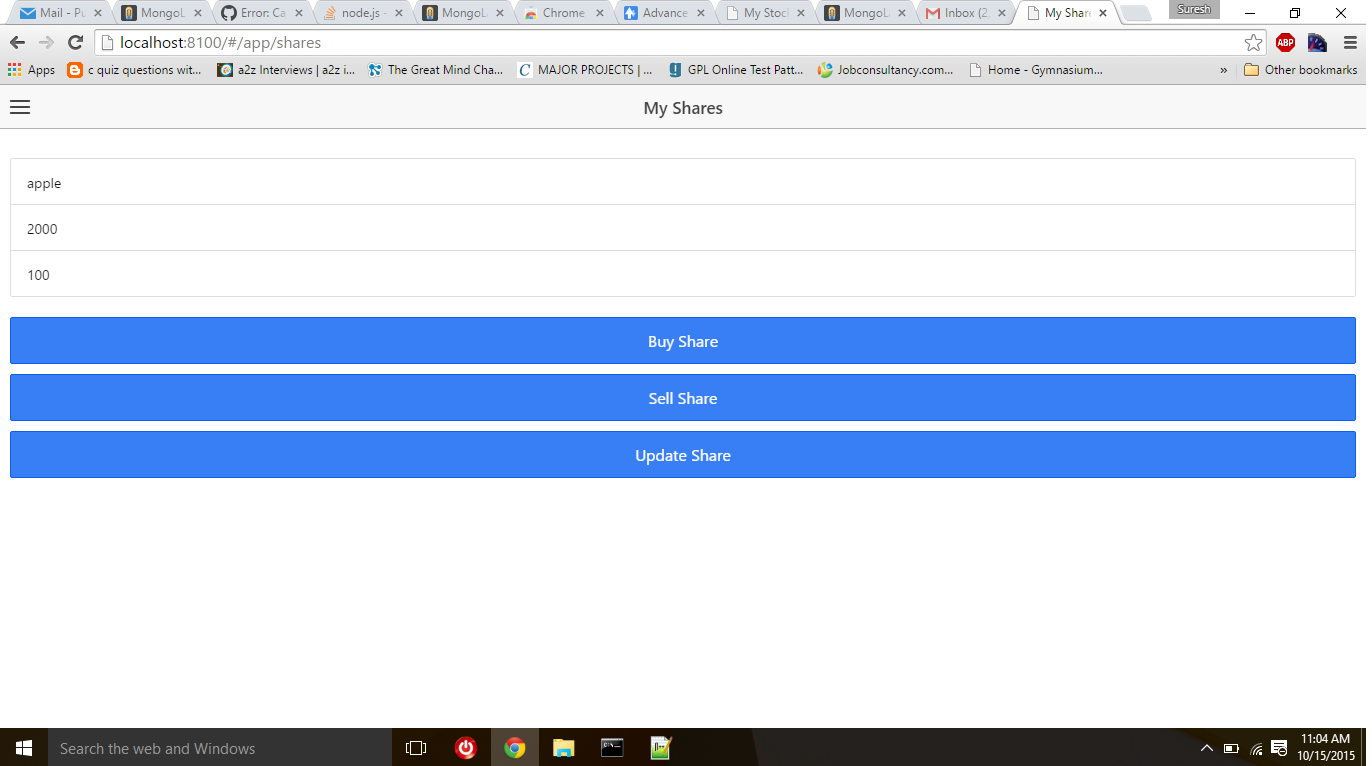 Mail - Pu
MongoL
Error: Ca
node.js -
MongoL
Chrome
Advance
My Stock
MongoL
Inbox (2,
My Share
Suresh
localhost:8100/#/app/shares
ABP
Apps
c quiz questions wit...
a2z Interviews | a2z i...
The Great Mind Cha...
MAJOR PROJECTS | ...
GPL Online Test Patt...
Jobconsultancy.com...
Home - Gymnasium...
»
Other bookmarks
My Shares
apple
2000
100
Buy Share
Sell Share
Update Share
Search the web and Windows
11:04 AM
10/15/2015